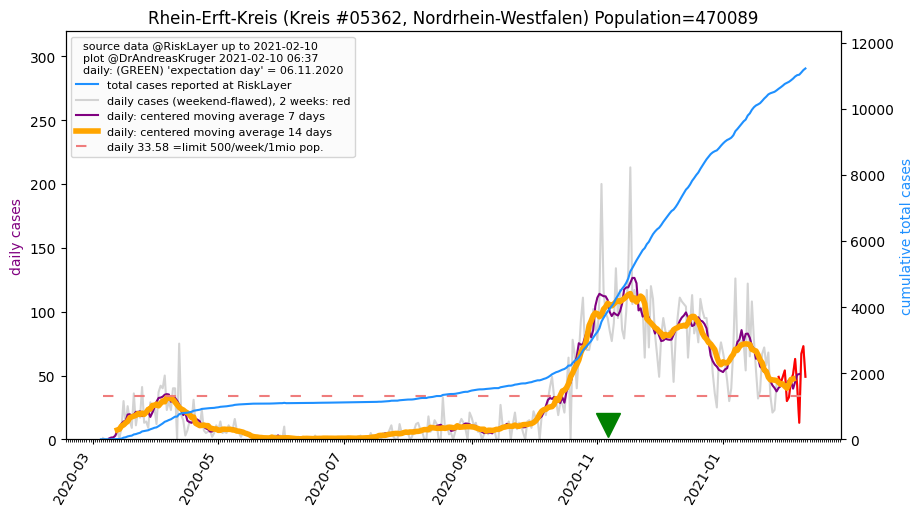 Rhein-Erft-Kreis (Kreis #05362, Nordrhein-Westfalen) Population=470089
source data @RiskLayer up to 2021-02-10
plot @DrAndreasKruger 2021-02-10 06:37
daily: (GREEN) 'expectation day' = 06.11.2020
total cases reported at RiskLayer
daily cases (weekend-flawed), 2 weeks: red
daily: centered moving average 7 days
daily: centered moving average 14 days
daily 33.58 =limit 500/week/1mio pop.
daily cases
300
250
200
150
100
50
0
cumulative total cases
12000
10000
8000
6000
4000
2000
0
2020-03
2020-05
2020-07
2020-09
2020-11
2021-01